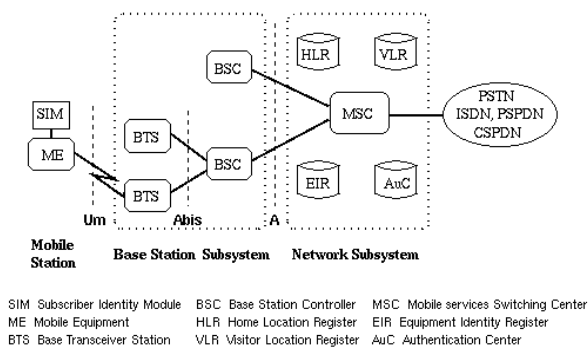 HLR VLR
BSC
SIM
MSC
PSTN
ISDN, PSPDN
CSPDN
BTS
ME
BSC
BTS
EIR AuC
Um Abis A
Mobile
Station
Base Station Subsystem
Network Subsystem
SIM Subscriber Identity Module BSC Base Station Controller MSC Mobile services Switching Center
ME Mobile Equipment HLR Home Location Register EIR Equipment Identity Register
BTS Base Transceiver Station VLR Visitor Location Register AuC Authentication Center